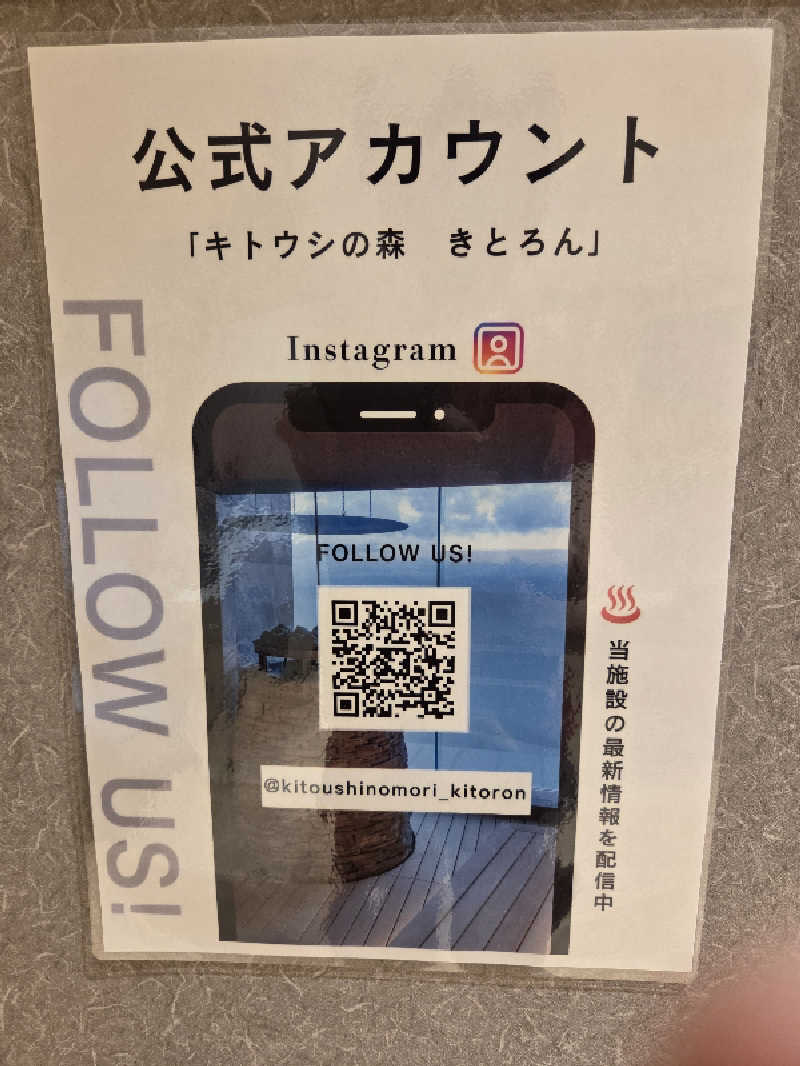 公式アカウント
「キトウシの森　きとろん」
Instagram
FOLLOW US!
FOLLOW US!
@kitoushinomori_kitoron
当施設の最新情報を配信中